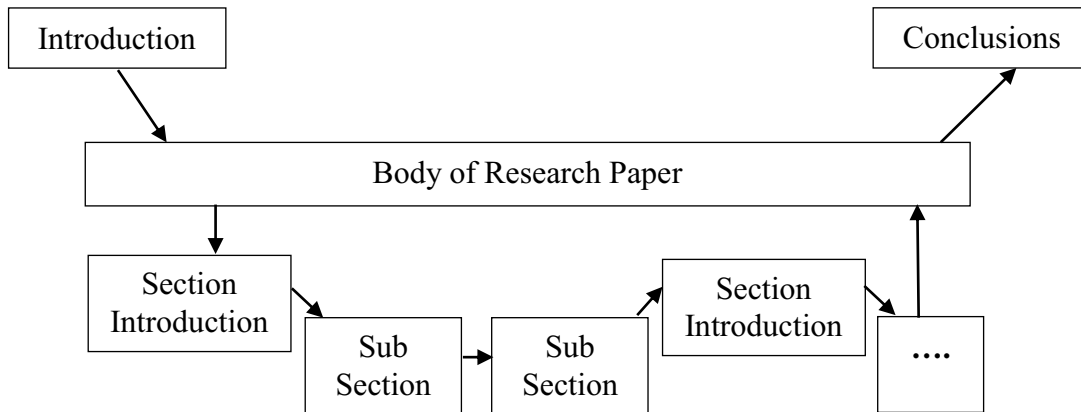 Introduction
Conclusions
Body of Research Paper
Section
Introduction
Sub
Section
Sub
Section
Section
Introduction
....